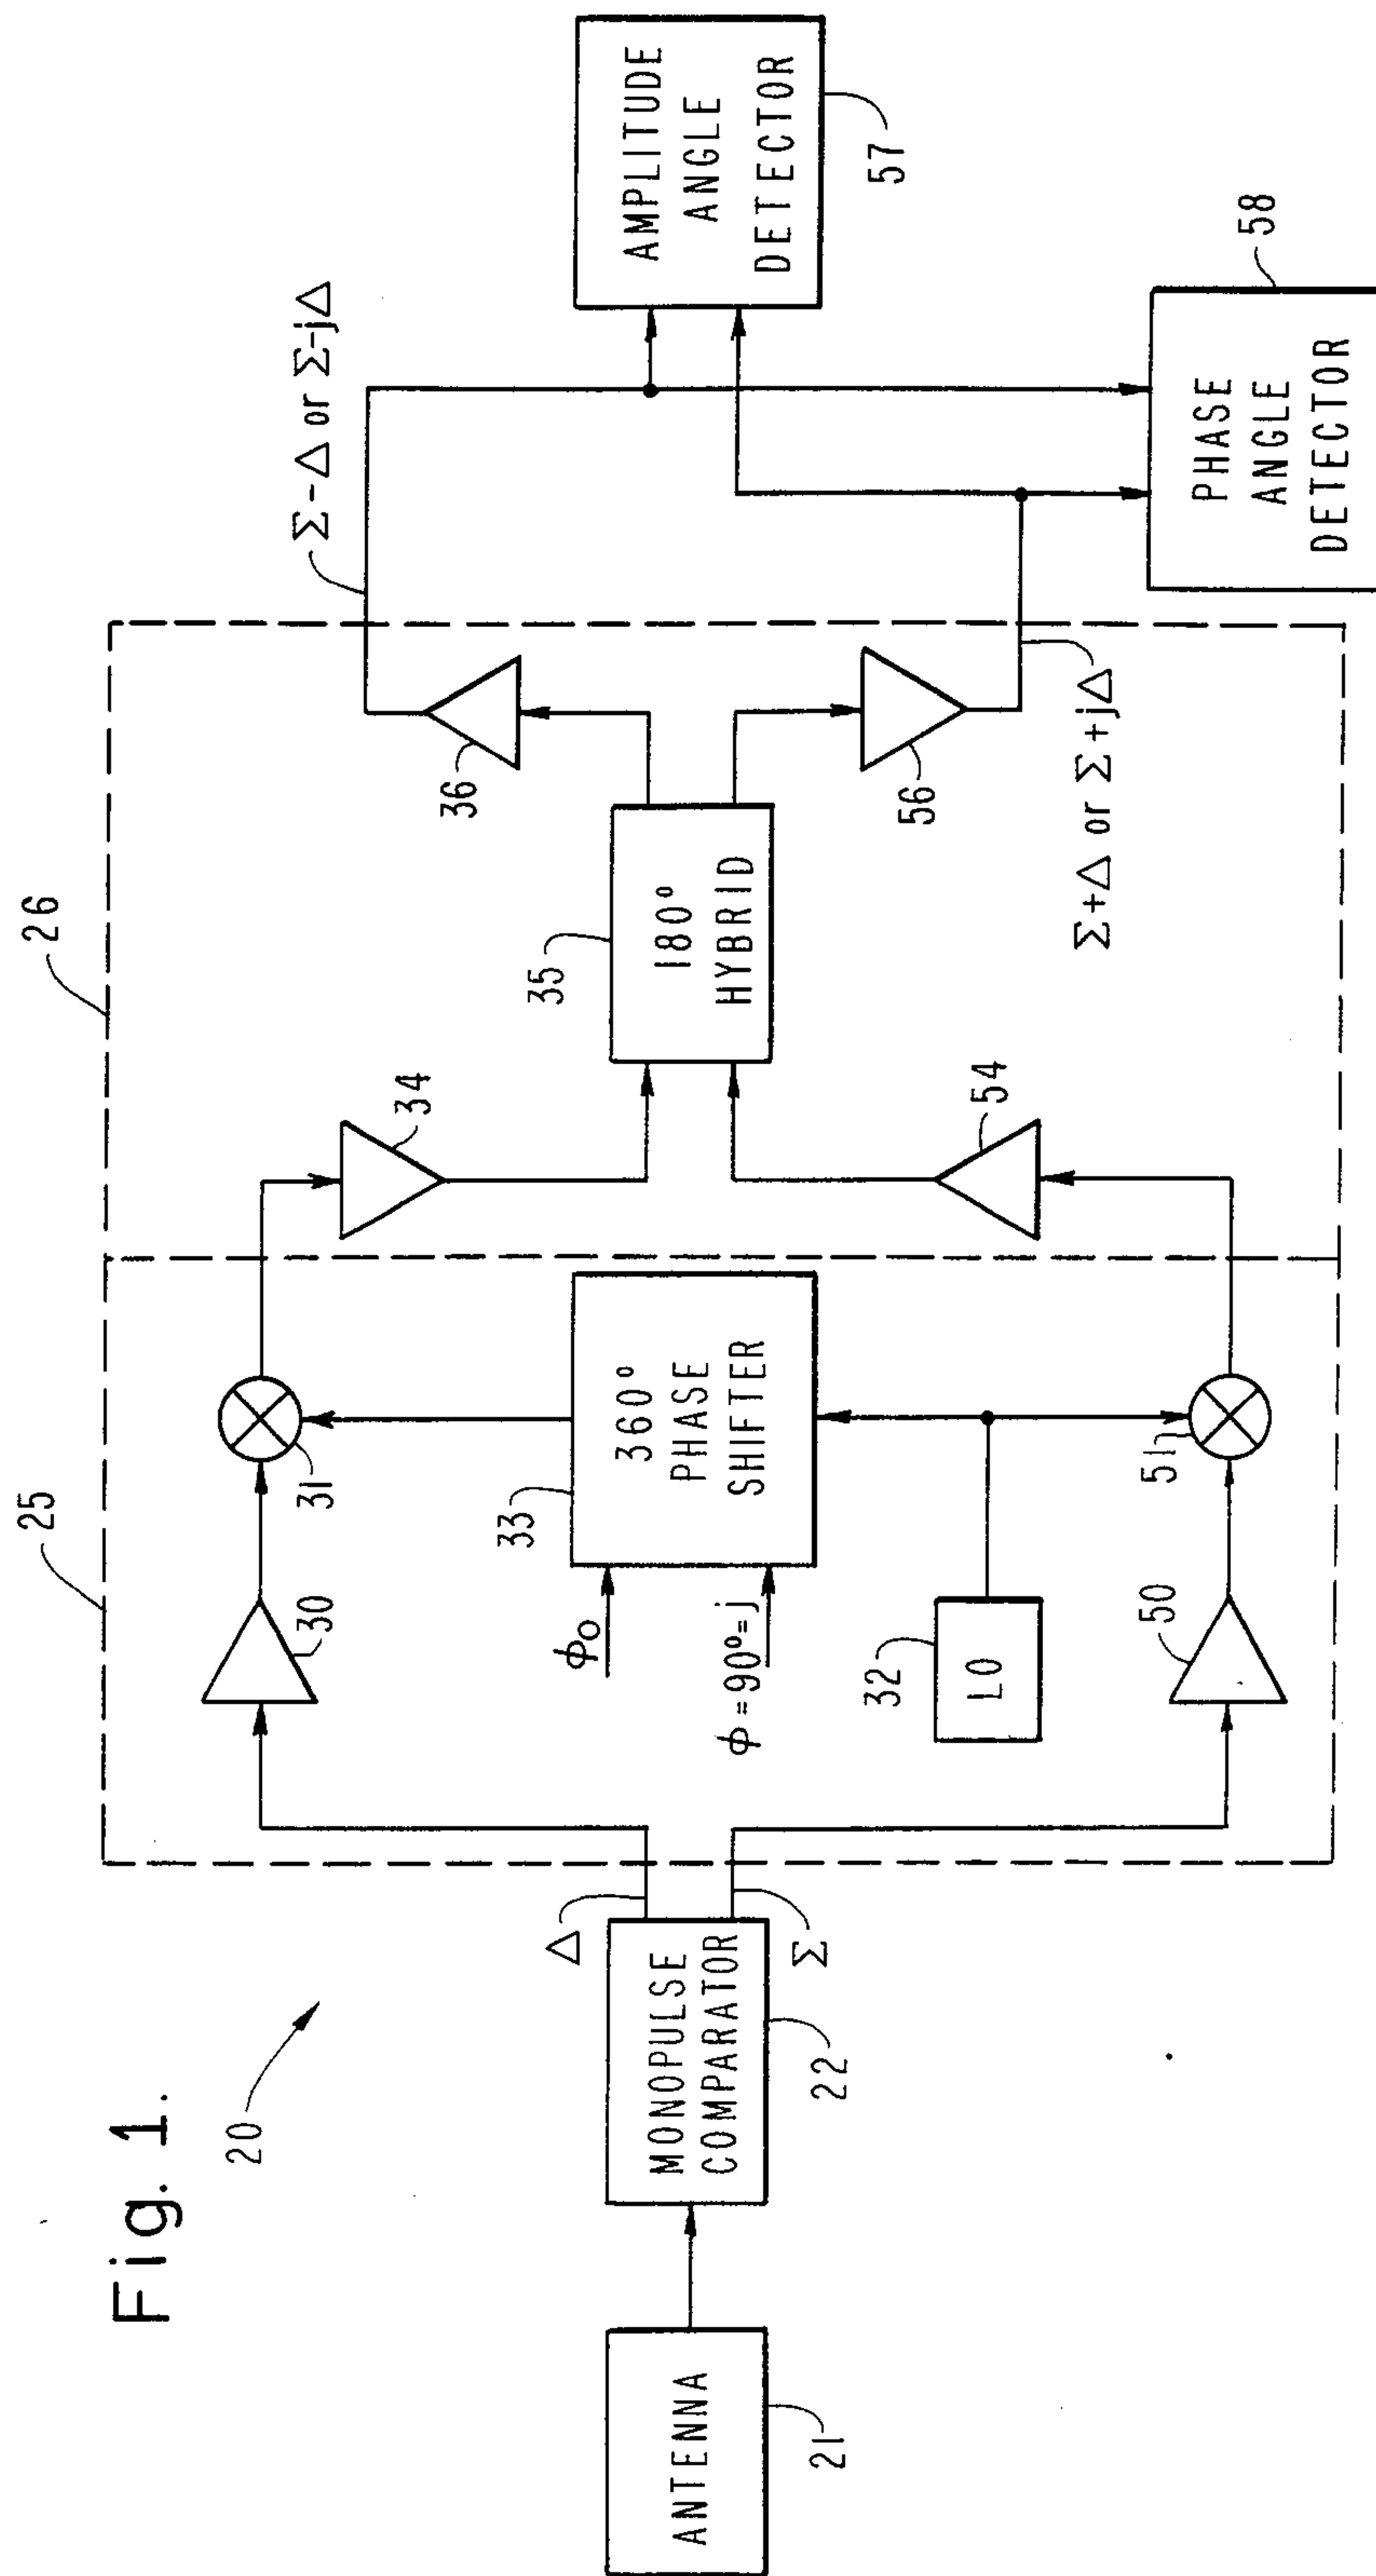 Fig. 1.
20
ANTENNA
21
MONOPULSE
COMPARATOR
22
Δ
Σ
25
30
31
360°
PHASE
SHIFTER
33
ϕ0
ϕ = 90° = j
LO
32
50
51
26
34
54
180°
HYBRID
35
36
56
Σ-Δ or Σ-jΔ
Σ+Δ or Σ+jΔ
AMPLITUDE
ANGLE
DETECTOR
57
PHASE
ANGLE
DETECTOR
58